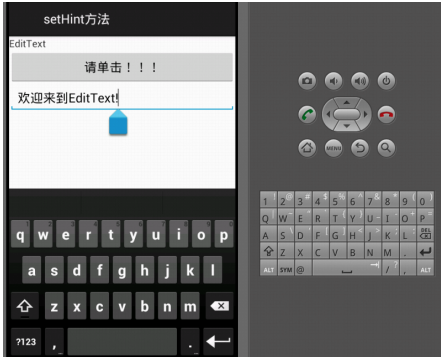 setHint方法
EditText
请单击！！！
欢迎来到EditText!
q w e r t y u i o p
a s d f g h j k l
z x c v b n m
?123 , .
MENU
1 2 @ 3 # 4 $ 5 % 6 ^ 7 & 8 * 9 ( 0 )
Q W E R T Y U I O P
A S D F G H J K L DEL
Z X C V B N M .
ALT SYM @ / ? , ALT